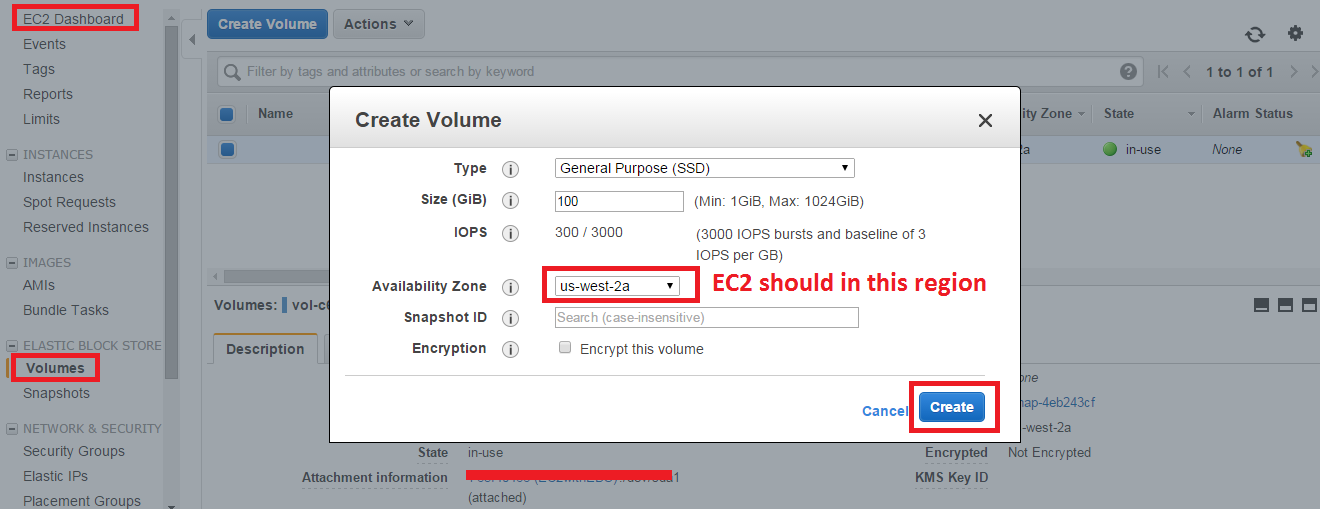 EC2 Dashboard
Events
Tags
Reports
Limits
INSTANCES
Instances
Spot Requests
Reserved Instances
IMAGES
AMIs
Bundle Tasks
ELASTIC BLOCK STORE
Volumes
Snapshots
NETWORK & SECURITY
Security Groups
Elastic IPs
Placement Groups
Create Volume Actions
Filter by tags and attributes or search by keyword
1 to 1 of 1
Name ity Zone State Alarm Status
2a in-use None
Create Volume
Type General Purpose (SSD)
Size (GiB) 100 (Min: 1GiB, Max: 1024GiB)
IOPS 300 / 3000 (3000 IOPS bursts and baseline of 3
IOPS per GB)
Availability Zone us-west-2a EC2 should in this region
Snapshot ID Search (case-insensitive)
Encryption Encrypt this volume
Cancel Create
Volumes: vol-c6
Description
one
nap-4eb243cf
-west-2a
State in-use Encrypted Not Encrypted
Attachment information KMS Key ID
(attached)